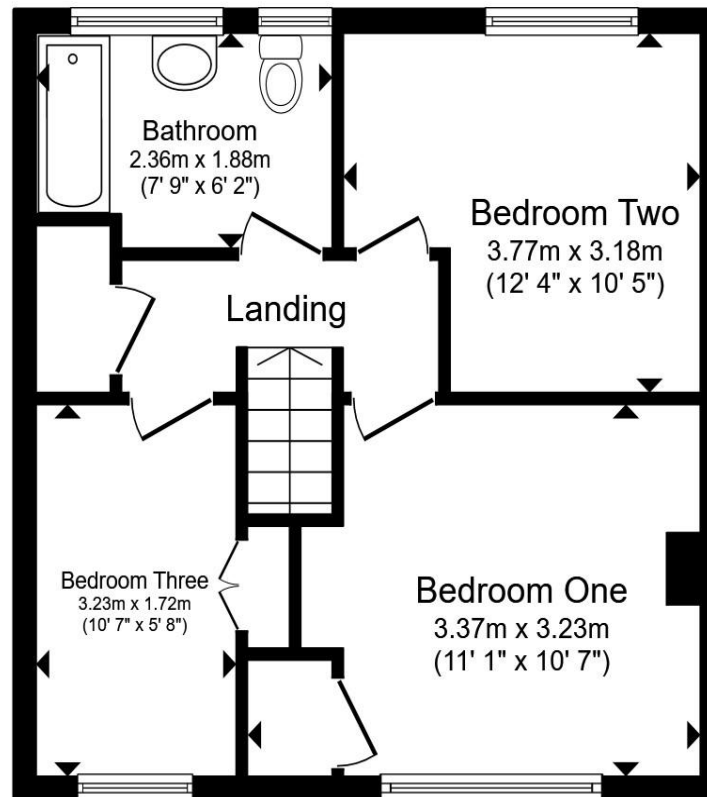 Bathroom
2.36m x 1.88m
(7' 9" x 6' 2")
Bedroom Two
3.77m x 3.18m
(12' 4" x 10' 5")
Landing
Bedroom Three
3.23m x 1.72m
(10' 7" x 5' 8")
Bedroom One
3.37m x 3.23m
(11' 1" x 10' 7")